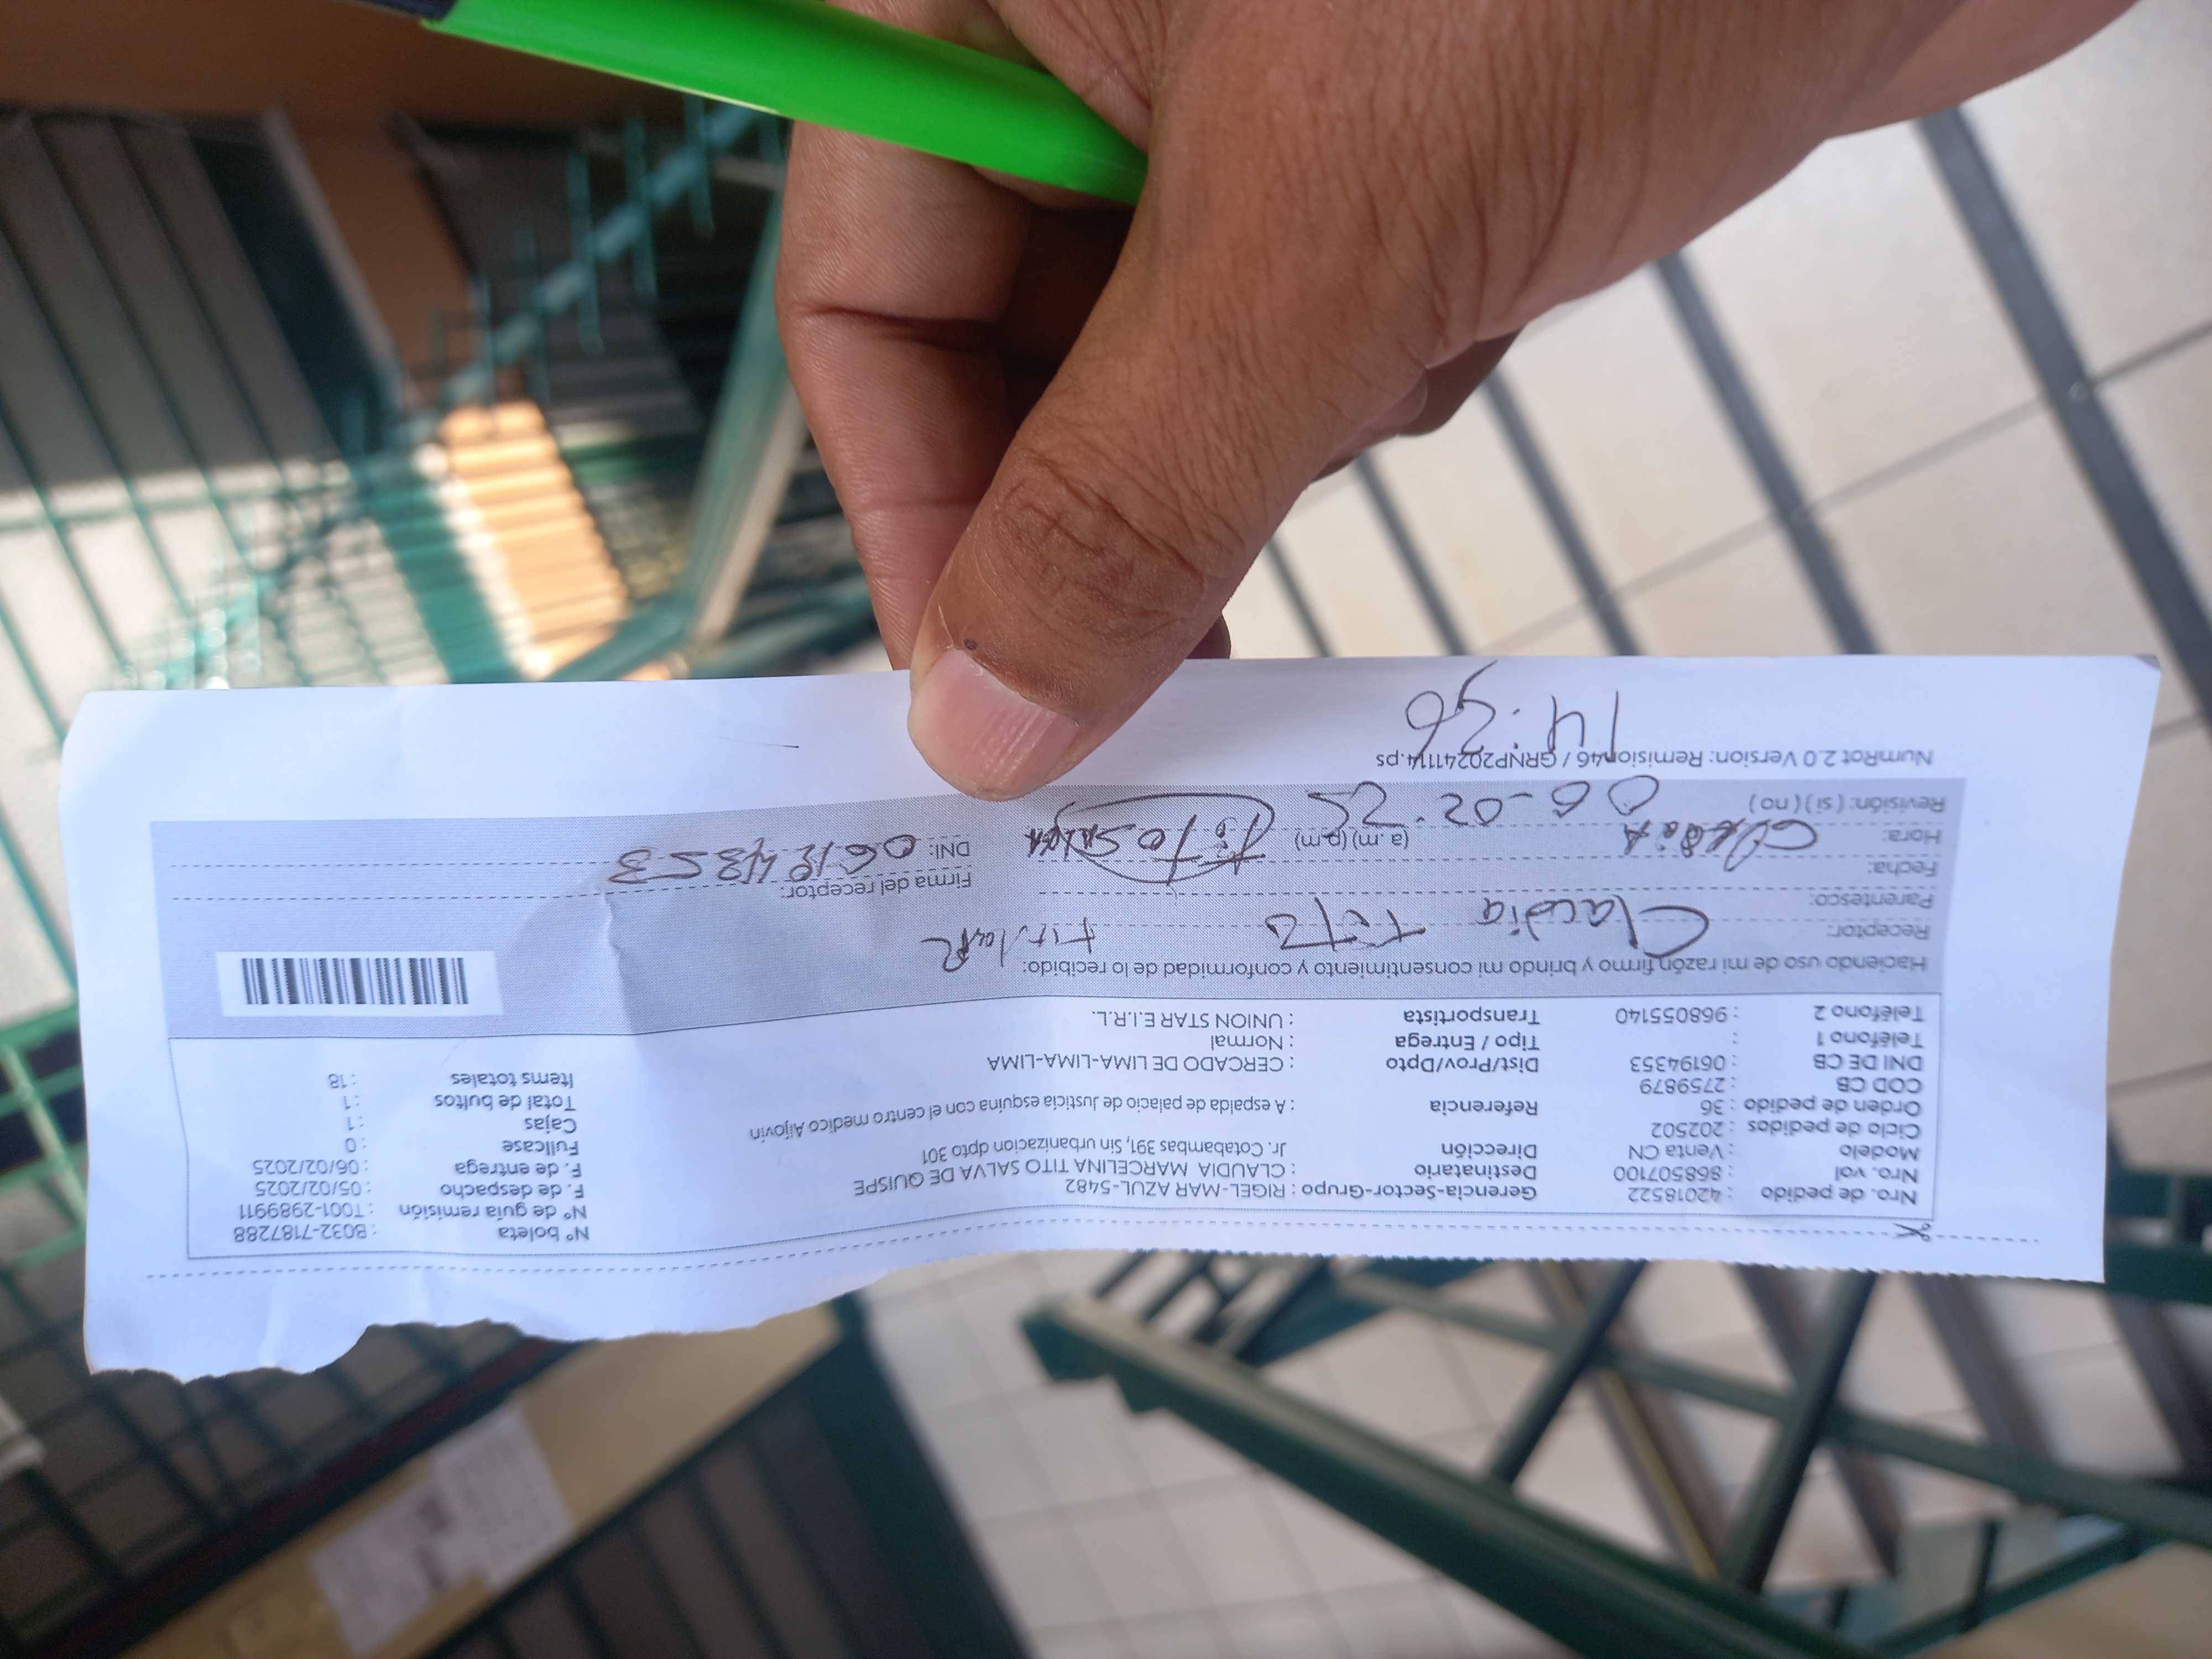 Nro. de pedido : 42018522 Gerencia-Sector-Grupo : RIGEL-MAR AZUL-5482 N° boleta : B032-7187288
Nro. vol : 868507100 Destinatario : CLAUDIA MARCELINA TITO SALVA DE QUISPE N° de guía remisión : T001-2989911
Modelo : Venta CN Dirección Jr. Cotabambas 391, Sin urbanizacion dpto 301 F. de despacho : 05/02/2025
Ciclo de pedidos : 202502 F. de entrega : 06/02/2025
Orden de pedido : 36 Referencia : A espalda de palacio de Justicia esquina con el centro medico Aljovin Fullcase : 0
COD CB : 2759879 Cajas : 1
DNI DE CB : 06194353 Dist/Prov/Dpto : CERCADO DE LIMA-LIMA-LIMA Total de bultos : 1
Teléfono 1 : Tipo / Entrega : Normal Items totales : 18
Teléfono 2 : 968055140 Transportista : UNION STAR E.I.R.L.
Haciendo uso de mi razón firmo y brindo mi consentimiento y conformidad de lo recibido:
Receptor: Claudia Tito Titular
Parentesco:
Fecha: Firma del receptor:
Hora: Claudia (a.m) (p.m) Tito Salva DNI: 06194353
Revisión: ( si ) ( no ) 06-02-25
NumRot 2.0 Version: Remision46 / GRNP20241114.ps
14:36